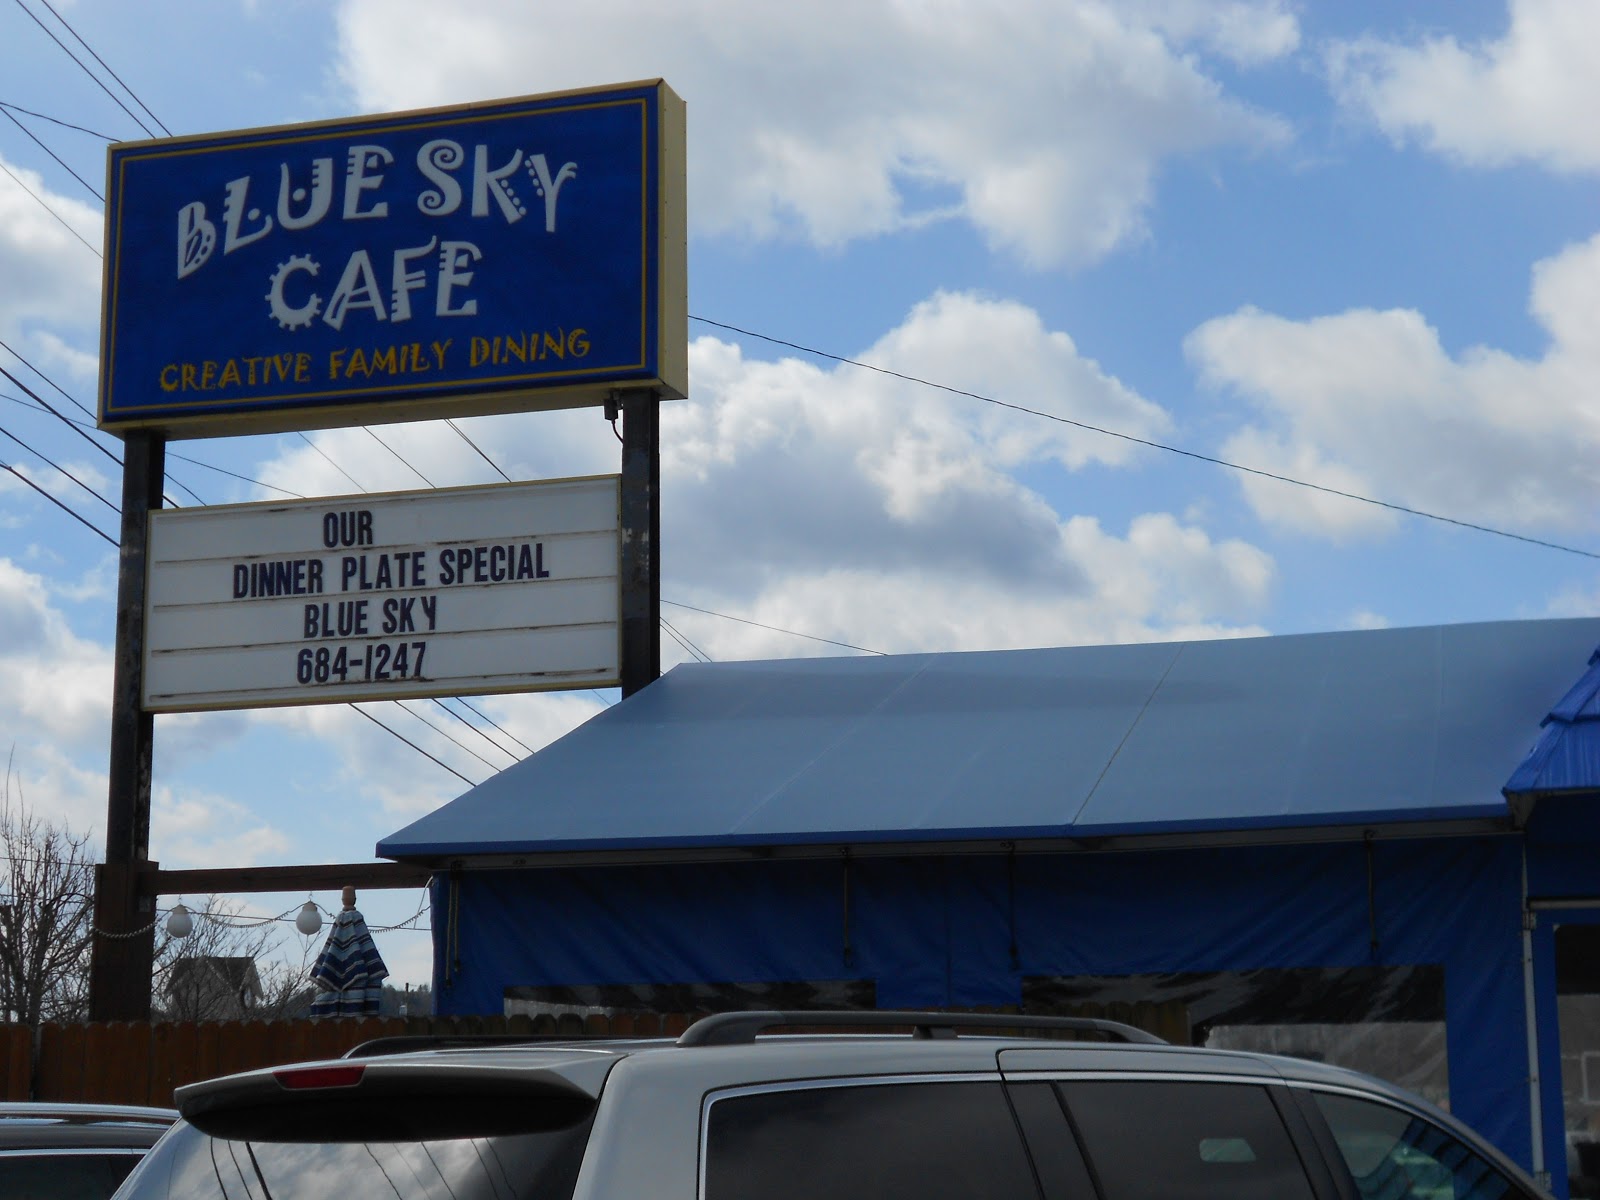 BLUE SKY
CAFE
CREATIVE FAMILY DINING
OUR
DINNER PLATE SPECIAL
BLUE SKY
684-1247